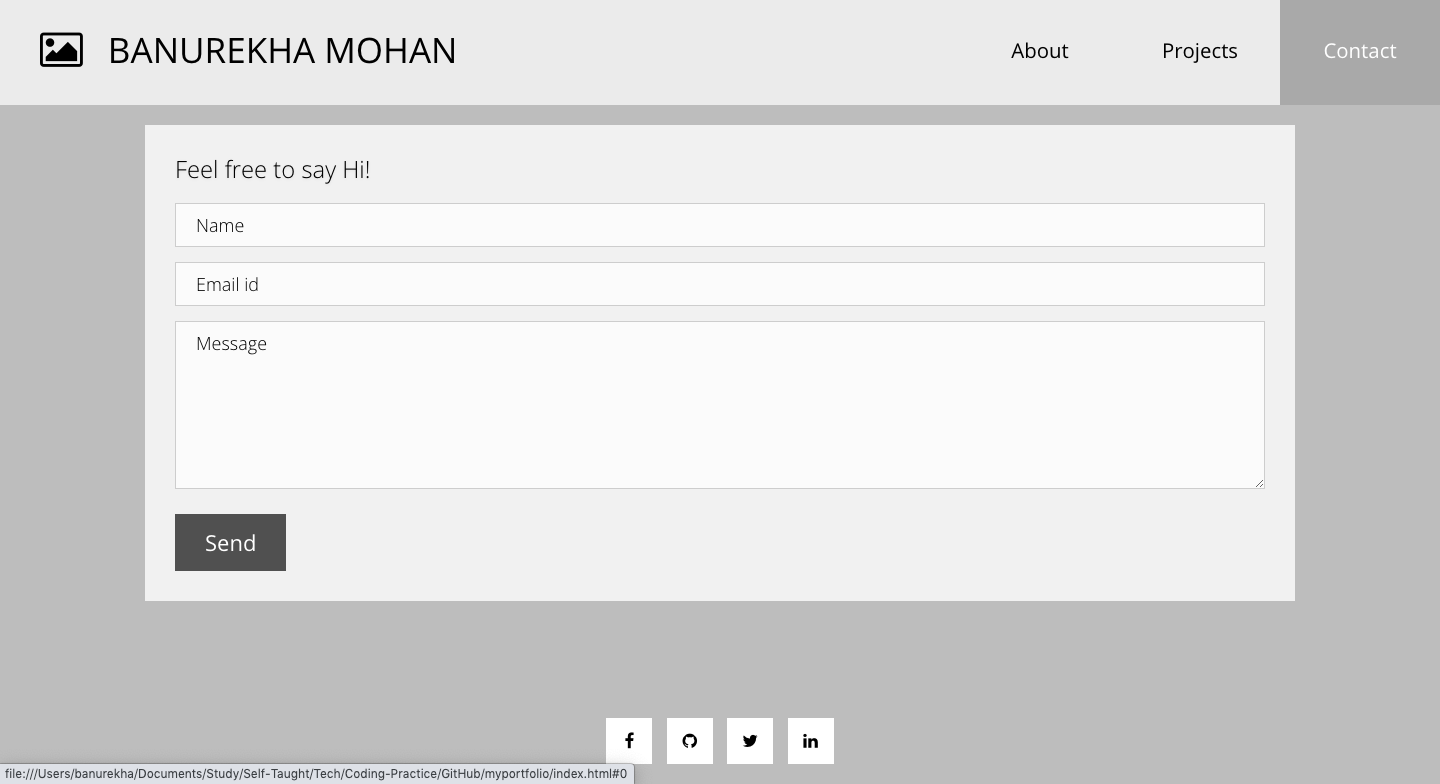 BANUREKHA MOHAN
About
Projects
Contact
Feel free to say Hi!
Name
Email id
Message
Send
file:///Users/banurekha/Documents/Study/Self-Taught/Tech/Coding-Practice/GitHub/myportfolio/index.html#0